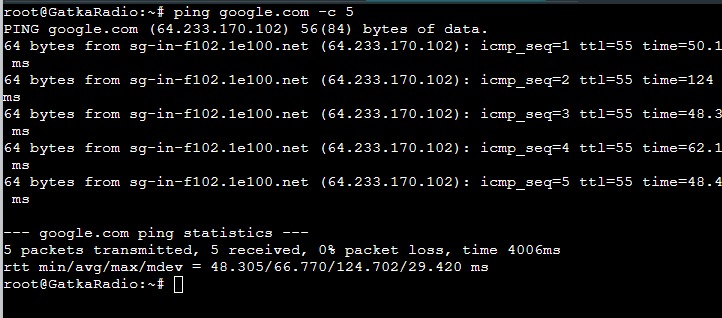 root@GatkaRadio:~# ping google.com -c 5
PING google.com (64.233.170.102) 56(84) bytes of data.
64 bytes from sg-in-f102.1e100.net (64.233.170.102): icmp_seq=1 ttl=55 time=50.1
 ms
64 bytes from sg-in-f102.1e100.net (64.233.170.102): icmp_seq=2 ttl=55 time=124
ms
64 bytes from sg-in-f102.1e100.net (64.233.170.102): icmp_seq=3 ttl=55 time=48.3
 ms
64 bytes from sg-in-f102.1e100.net (64.233.170.102): icmp_seq=4 ttl=55 time=62.1
 ms
64 bytes from sg-in-f102.1e100.net (64.233.170.102): icmp_seq=5 ttl=55 time=48.4
 ms

--- google.com ping statistics ---
5 packets transmitted, 5 received, 0% packet loss, time 4006ms
rtt min/avg/max/mdev = 48.305/66.770/124.702/29.420 ms
root@GatkaRadio:~#